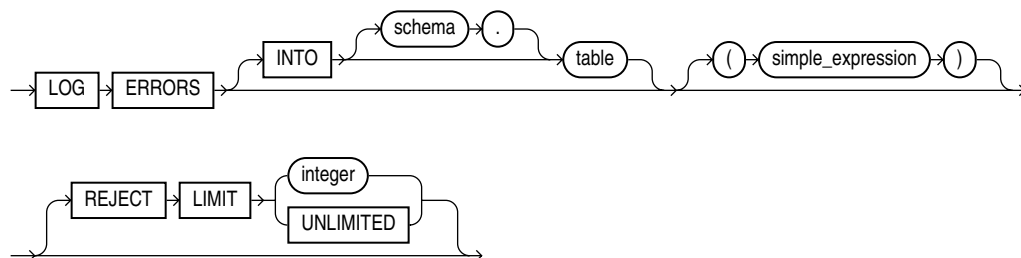 schema .
INTO table ( simple_expression )
LOG ERRORS
integer
REJECT LIMIT
UNLIMITED